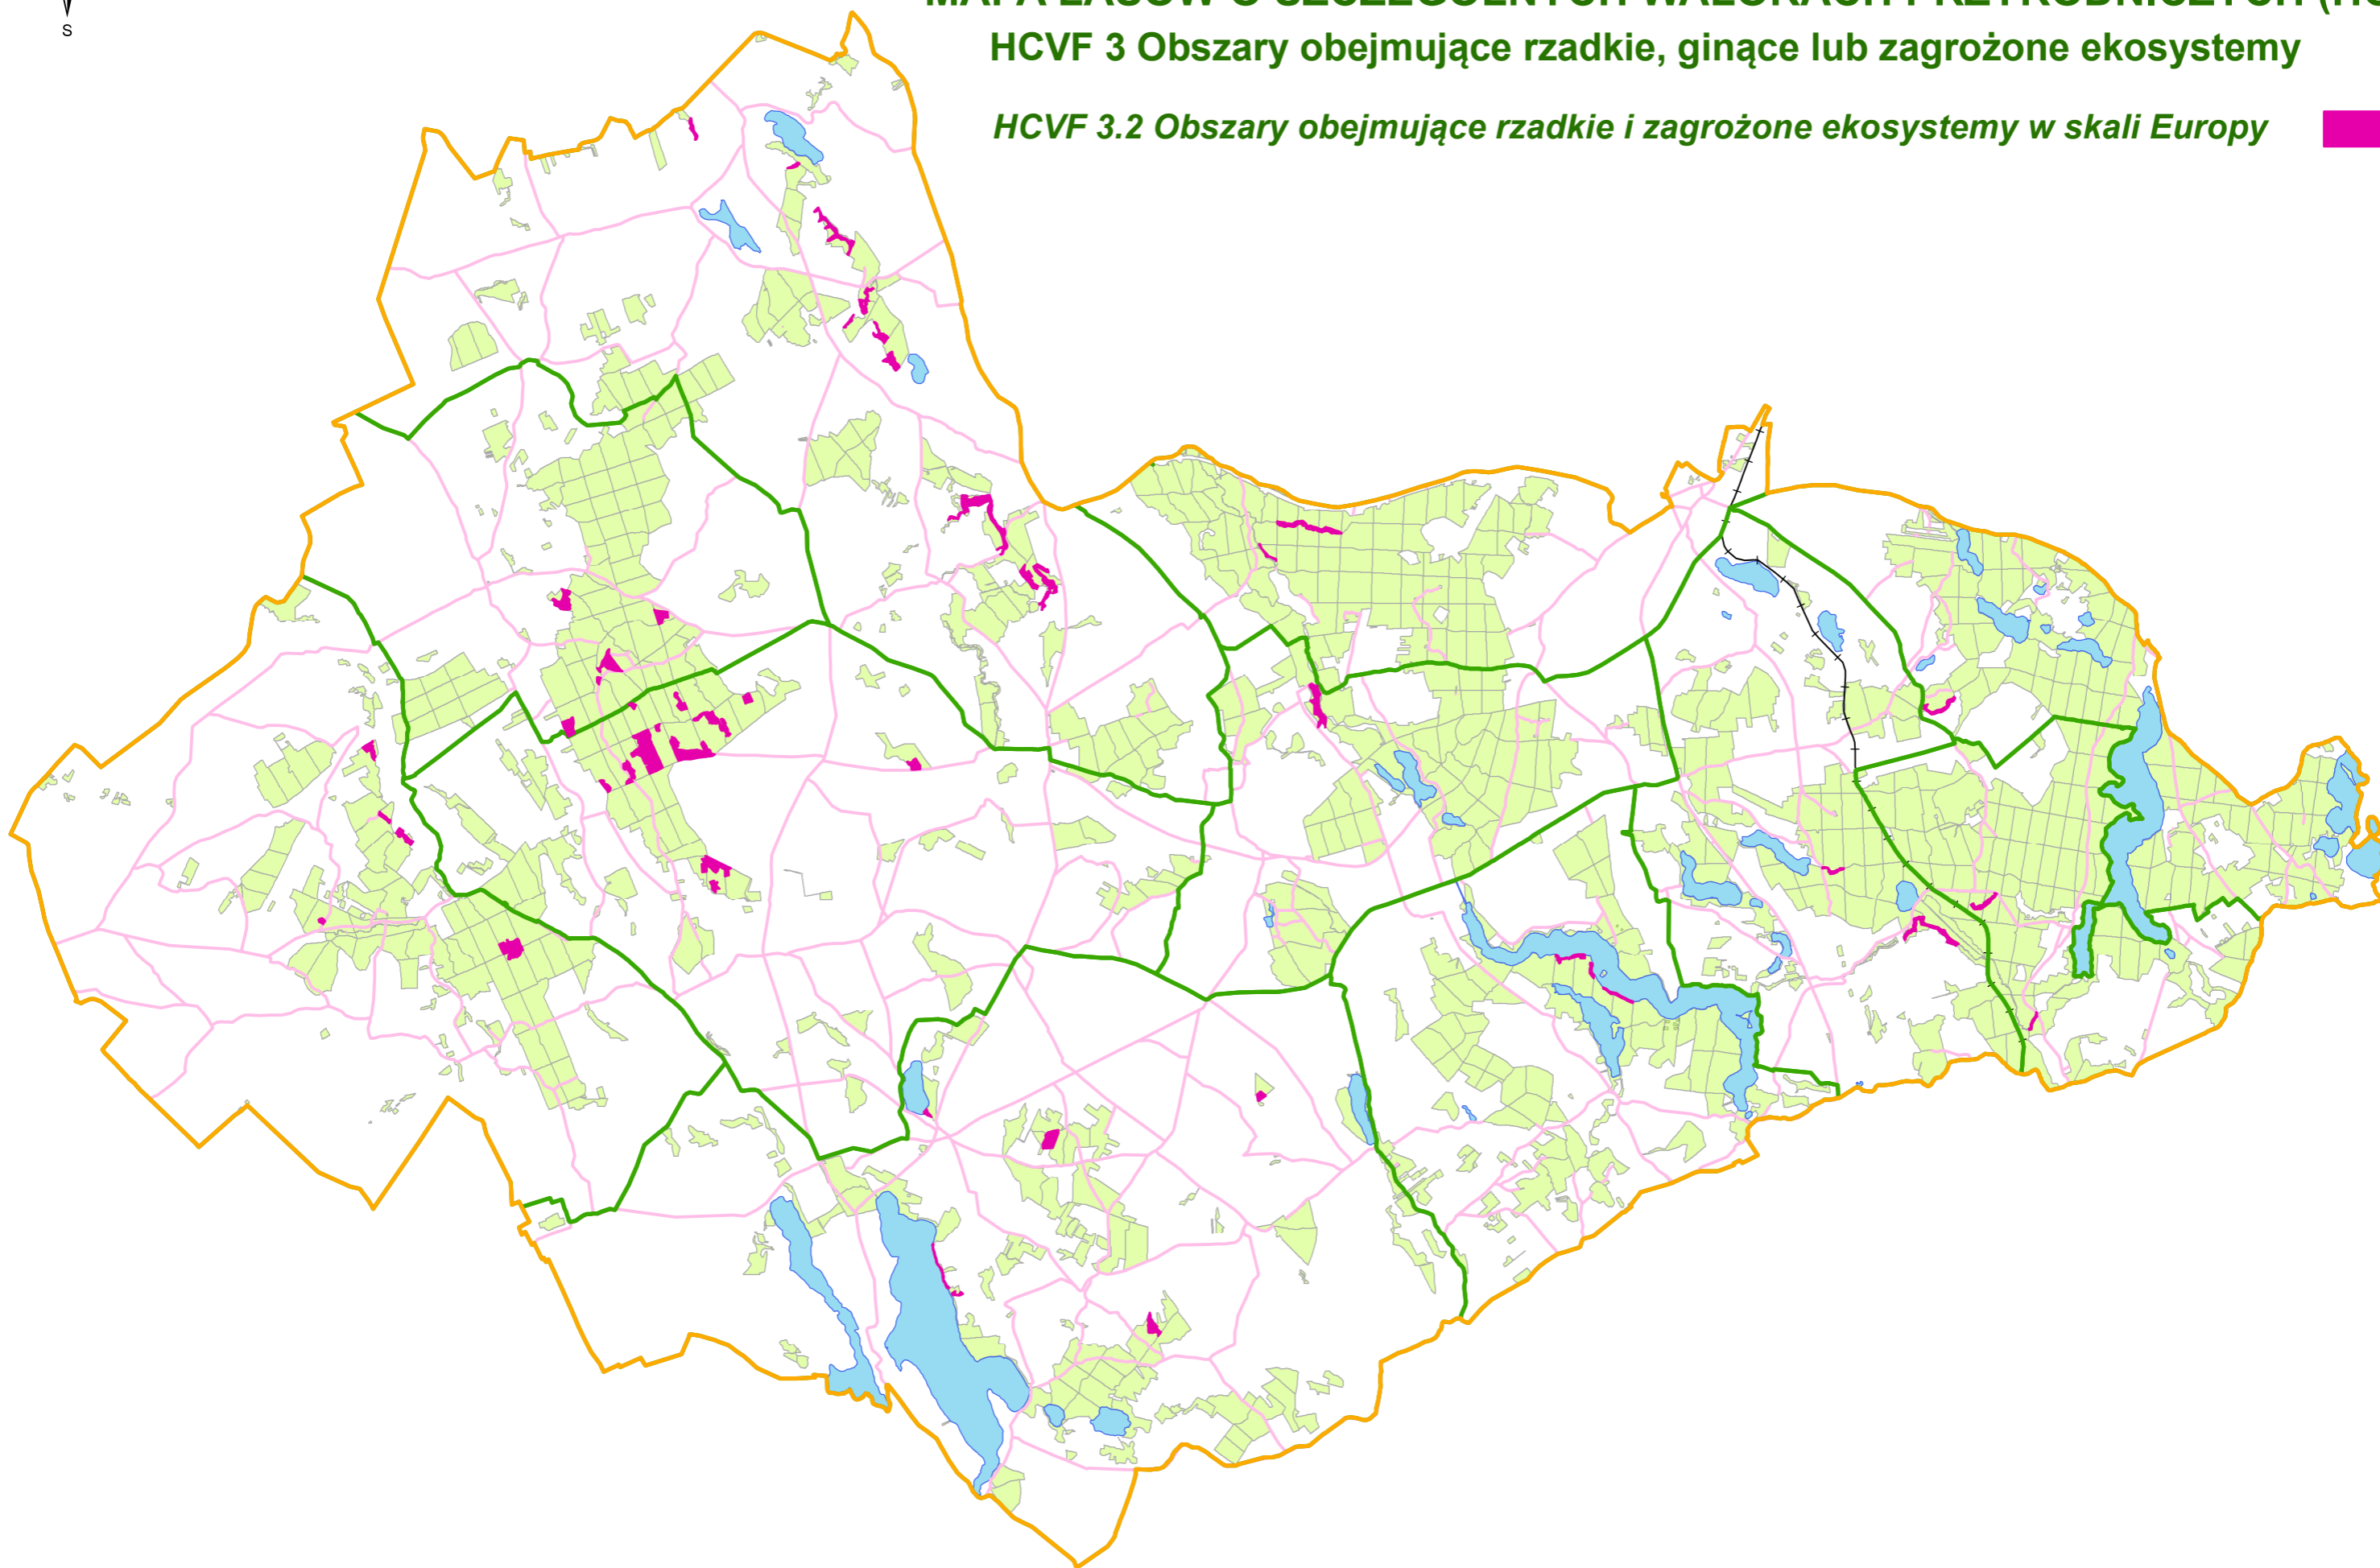 S
HCVF 3 Obszary obejmujące rzadkie, ginące lub zagrożone ekosystemy
HCVF 3.2 Obszary obejmujące rzadkie i zagrożone ekosystemy w skali Europy